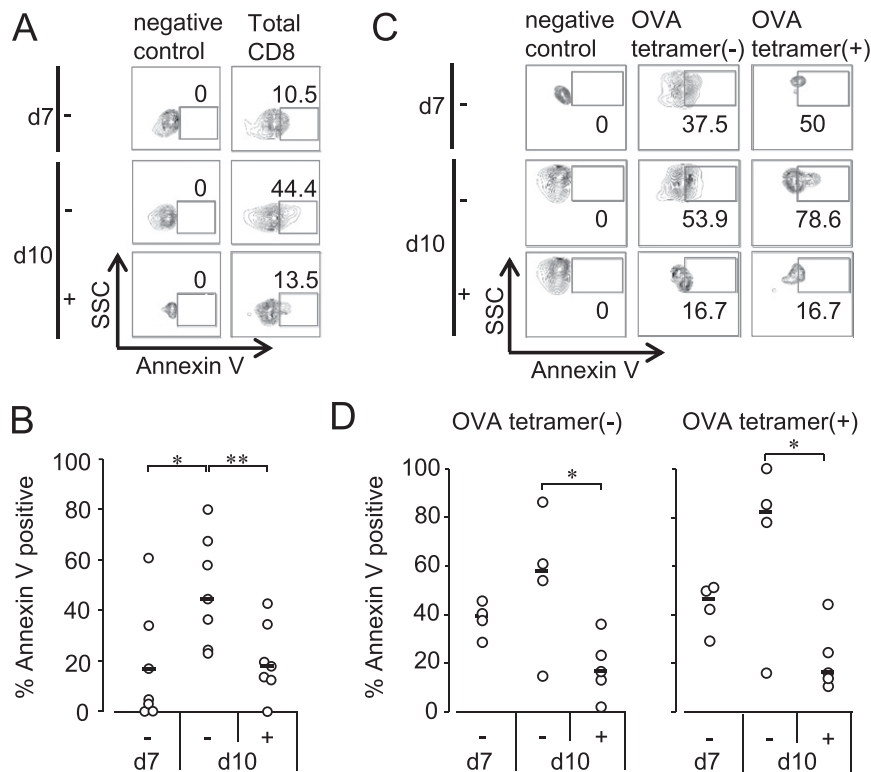 A
negative control
Total CD8
d7
-
0
10.5
d10
-
0
44.4
+
0
13.5
SSC
Annexin V
C
negative control
OVA tetramer(-)
OVA tetramer(+)
d7
-
0
37.5
50
d10
-
0
53.9
78.6
+
0
16.7
16.7
SSC
Annexin V
B
% Annexin V positive
100
80
60
40
20
0
*
**
- - +
d7 d10
D
OVA tetramer(-)
% Annexin V positive
100
80
60
40
20
0
*
- - +
d7 d10
OVA tetramer(+)
*
- - +
d7 d10